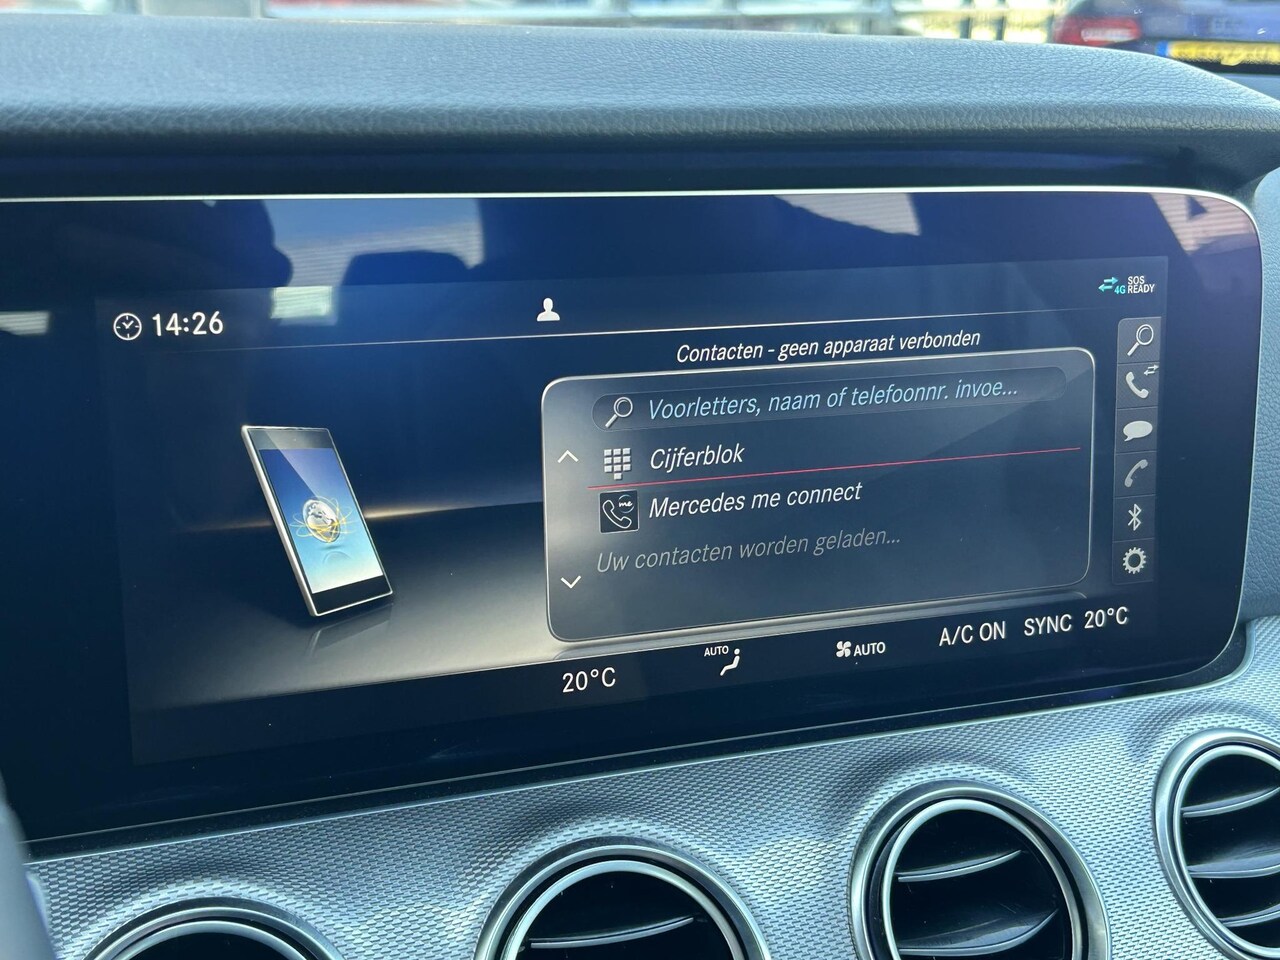 14:26
SOS
4G READY
Contacten - geen apparaat verbonden
Voorletters, naam of telefoonnr. invoe...
Cijferblok
me
Mercedes me connect
Uw contacten worden geladen...
20°C
AUTO
AUTO
A/C ON
SYNC
20°C